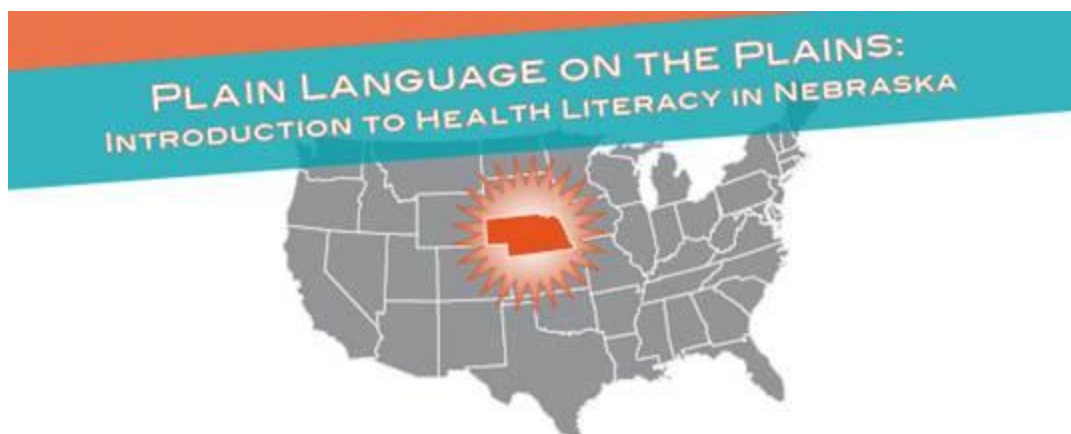 Plain Language on the Plains:
Introduction to Health Literacy in Nebraska